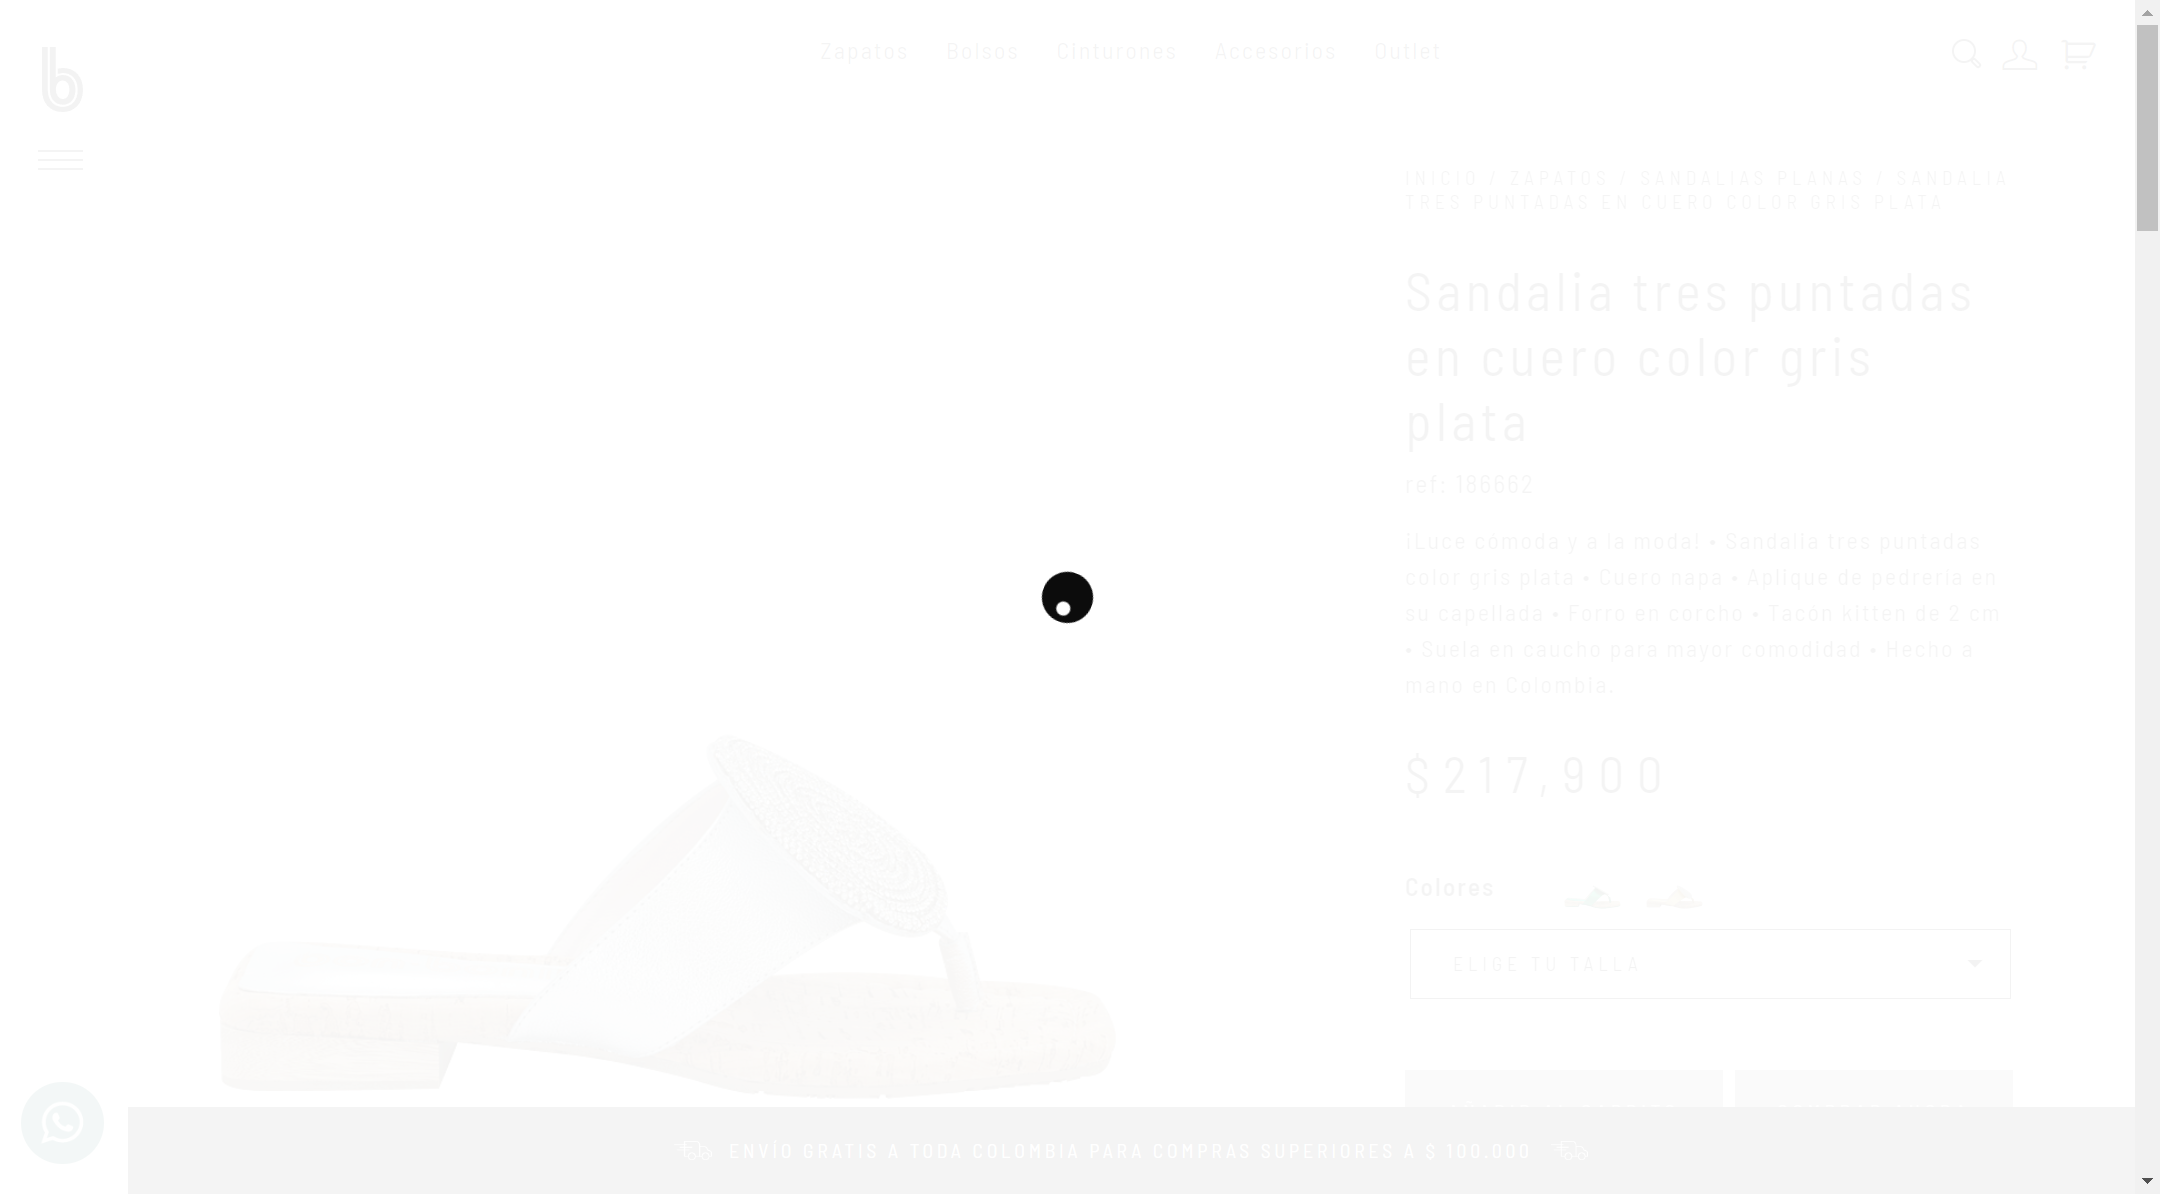 b
Zapatos Bolsos Cinturones Accesorios Outlet
INICIO / ZAPATOS / SANDALIAS PLANAS / SANDALIA
TRES PUNTADAS EN CUERO COLOR GRIS PLATA
Sandalia tres puntadas
en cuero color gris
plata
ref: 186662
¡Luce cómoda y a la moda! • Sandalia tres puntadas
color gris plata • Cuero napa • Aplique de pedrería en
su capellada • Forro en corcho • Tacón kitten de 2 cm
• Suela en caucho para mayor comodidad • Hecho a
mano en Colombia.
$217,900
Colores
ELIGE TU TALLA
ENVÍO GRATIS A TODA COLOMBIA PARA COMPRAS SUPERIORES A $ 100.000